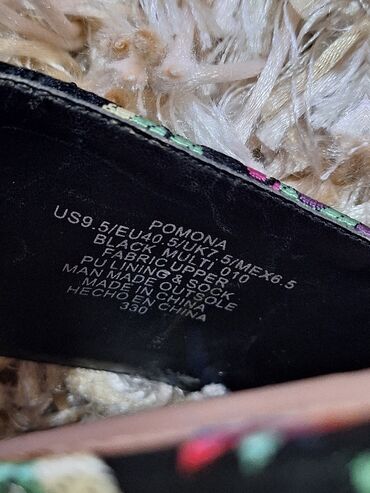 POMONA
US9.5/EU40.5/UK7.5/MEX6.5
BLACK MULTI 010
FABRIC UPPER
PU LINING & SOCK
MAN MADE OUTSOLE
MADE IN CHINA
HECHO EN CHINA
330